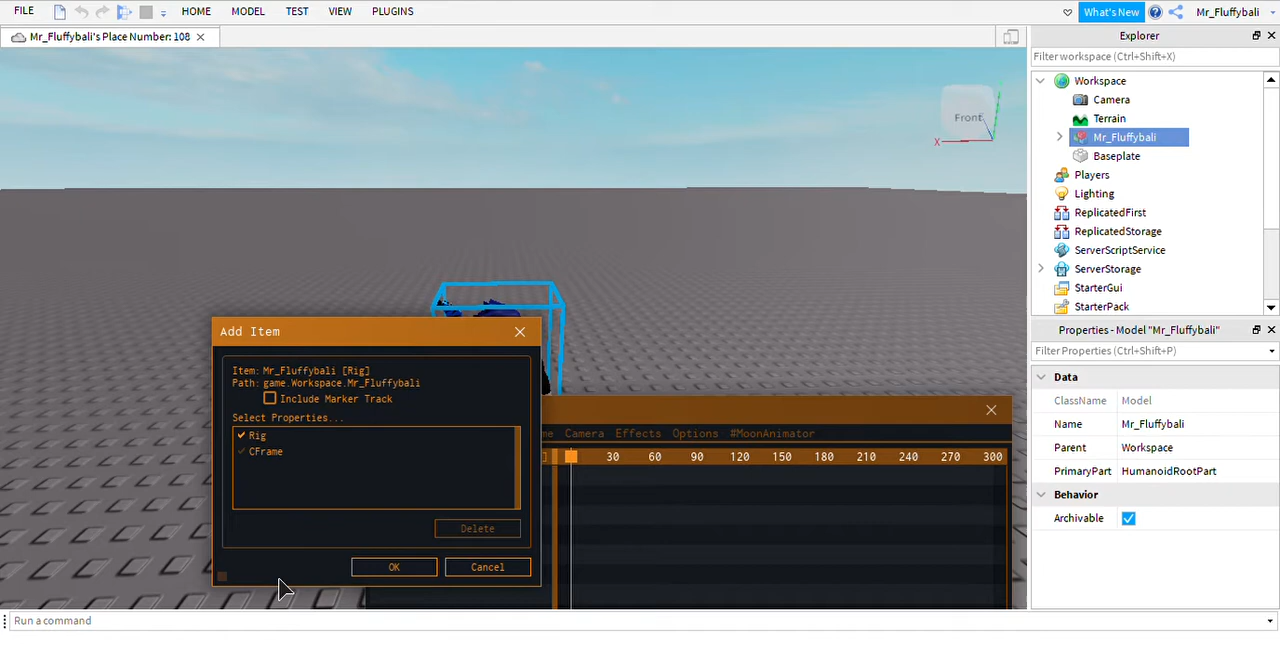 FILE HOME MODEL TEST VIEW PLUGINS What's New Mr_Fluffybali
Mr_Fluffybali's Place Number: 108
Front
X
Explorer
Filter workspace (Ctrl+Shift+X)
Workspace
Camera
Terrain
Mr_Fluffybali
Baseplate
Players
Lighting
ReplicatedFirst
ReplicatedStorage
ServerScriptService
ServerStorage
StarterGui
StarterPack
Properties - Model "Mr_Fluffybali"
Filter Properties (Ctrl+Shift+P)
Data
ClassName Model
Name Mr_Fluffybali
Parent Workspace
PrimaryPart HumanoidRootPart
Behavior
Archivable
Add Item
Item: Mr_Fluffybali [Rig]
Path: game.Workspace.Mr_Fluffybali
Include Marker Track
Select Properties...
Rig
CFrame
Delete
OK Cancel
Camera Effects Options #MoonAnimator
30 60 90 120 150 180 210 240 270 300
Run a command